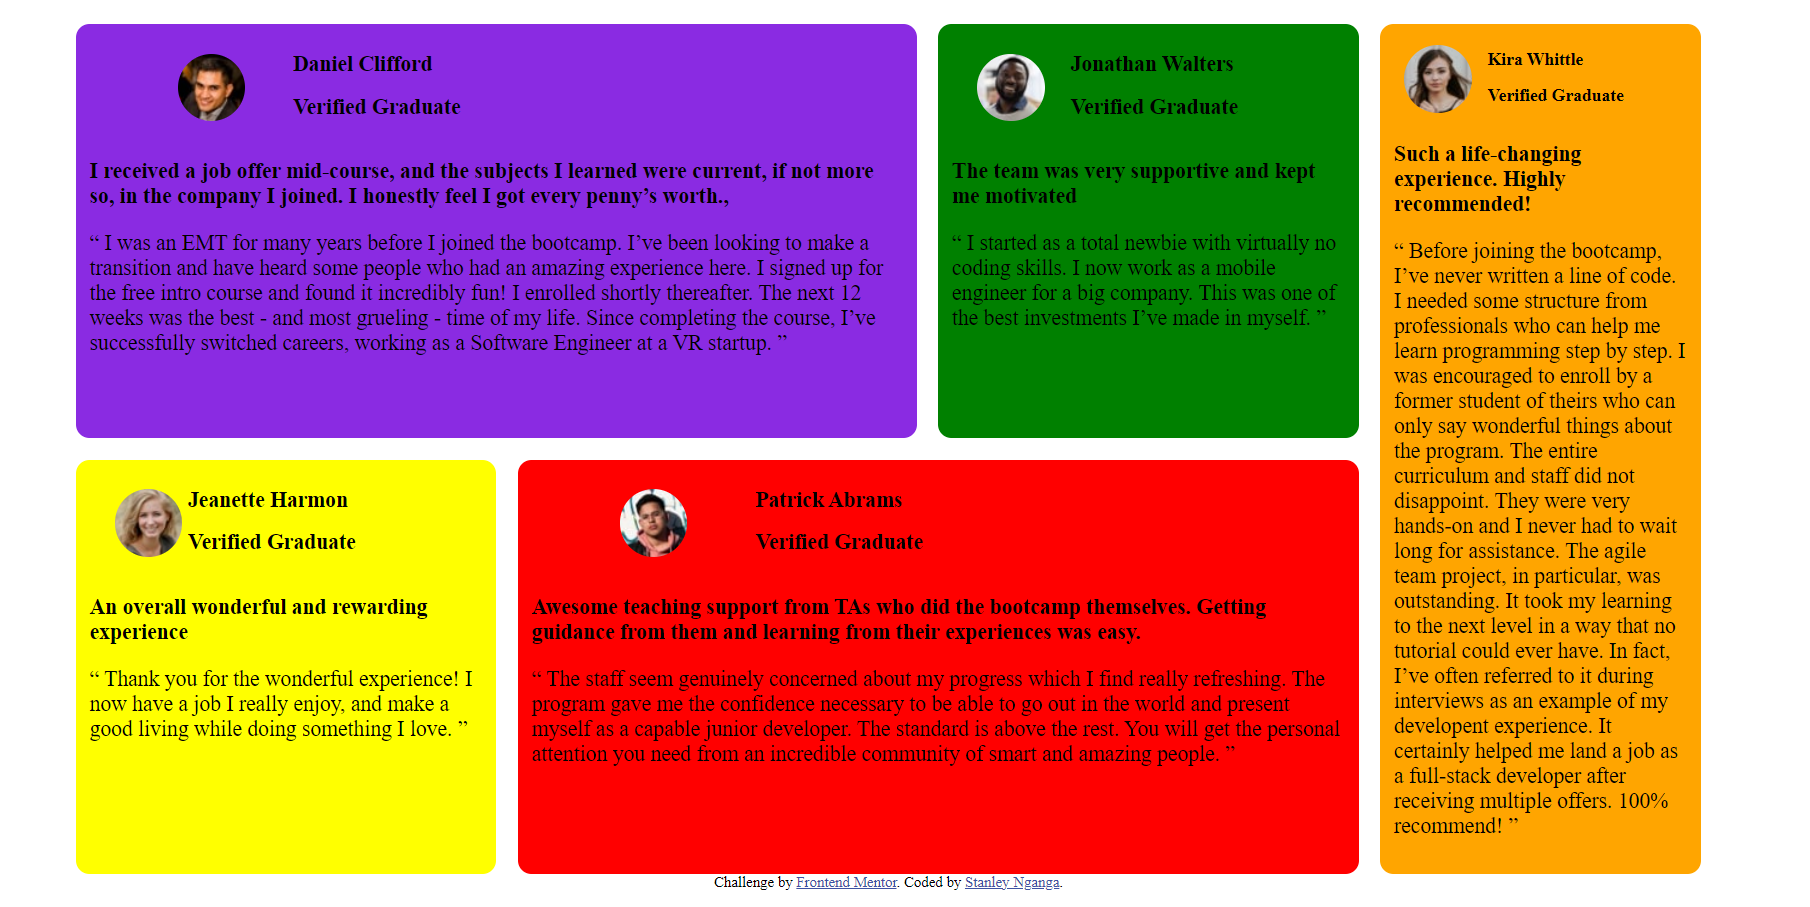 Daniel Clifford
Verified Graduate
I received a job offer mid-course, and the subjects I learned were current, if not more
so, in the company I joined. I honestly feel I got every penny’s worth.,
“ I was an EMT for many years before I joined the bootcamp. I’ve been looking to make a
transition and have heard some people who had an amazing experience here. I signed up for
the free intro course and found it incredibly fun! I enrolled shortly thereafter. The next 12
weeks was the best - and most grueling - time of my life. Since completing the course, I’ve
successfully switched careers, working as a Software Engineer at a VR startup. ”
Jonathan Walters
Verified Graduate
The team was very supportive and kept
me motivated
“ I started as a total newbie with virtually no
coding skills. I now work as a mobile
engineer for a big company. This was one of
the best investments I’ve made in myself. ”
Kira Whittle
Verified Graduate
Such a life-changing
experience. Highly
recommended!
“ Before joining the bootcamp,
I’ve never written a line of code.
I needed some structure from
professionals who can help me
learn programming step by step. I
was encouraged to enroll by a
former student of theirs who can
only say wonderful things about
the program. The entire
curriculum and staff did not
disappoint. They were very
hands-on and I never had to wait
long for assistance. The agile
team project, in particular, was
outstanding. It took my learning
to the next level in a way that no
tutorial could ever have. In fact,
I’ve often referred to it during
interviews as an example of my
developent experience. It
certainly helped me land a job as
a full-stack developer after
receiving multiple offers. 100%
recommend! ”
Jeanette Harmon
Verified Graduate
An overall wonderful and rewarding
experience
“ Thank you for the wonderful experience! I
now have a job I really enjoy, and make a
good living while doing something I love. ”
Patrick Abrams
Verified Graduate
Awesome teaching support from TAs who did the bootcamp themselves. Getting
guidance from them and learning from their experiences was easy.
“ The staff seem genuinely concerned about my progress which I find really refreshing. The
program gave me the confidence necessary to be able to go out in the world and present
myself as a capable junior developer. The standard is above the rest. You will get the personal
attention you need from an incredible community of smart and amazing people. ”
Challenge by Frontend Mentor. Coded by Stanley Nganga.